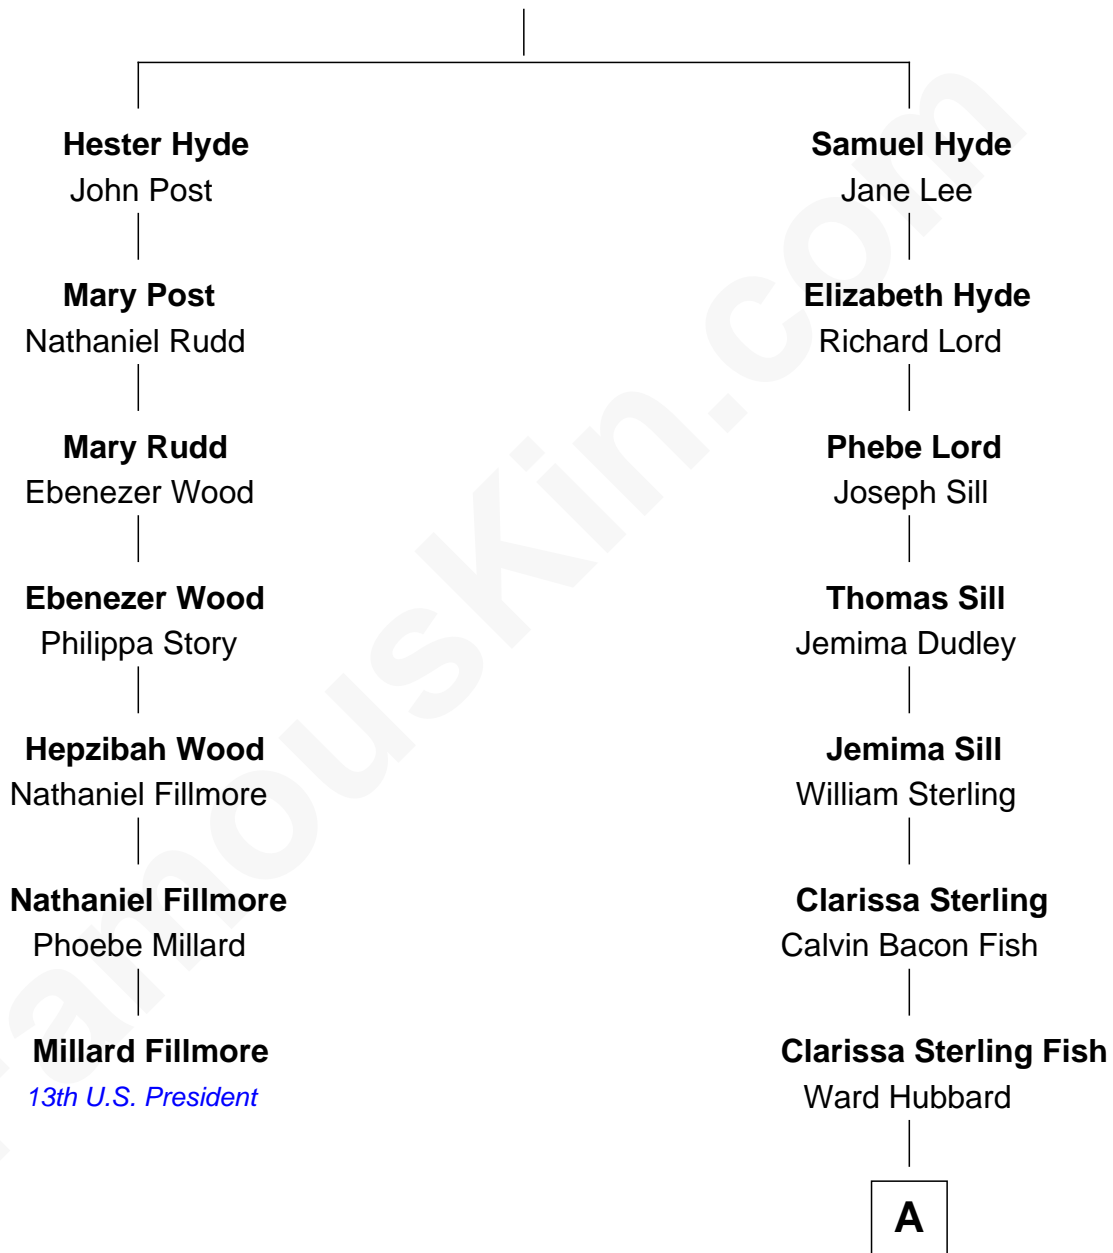 Hester Hyde
John Post
Samuel Hyde
Jane Lee
Mary Post
Nathaniel Rudd
Elizabeth Hyde
Richard Lord
Mary Rudd
Ebenezer Wood
Phebe Lord
Joseph Sill
Ebenezer Wood
Philippa Story
Thomas Sill
Jemima Dudley
Hepzibah Wood
Nathaniel Fillmore
Jemima Sill
William Sterling
Nathaniel Fillmore
Phoebe Millard
Clarissa Sterling
Calvin Bacon Fish
Millard Fillmore
13th U.S. President
Clarissa Sterling Fish
Ward Hubbard
A
FamousKin.com